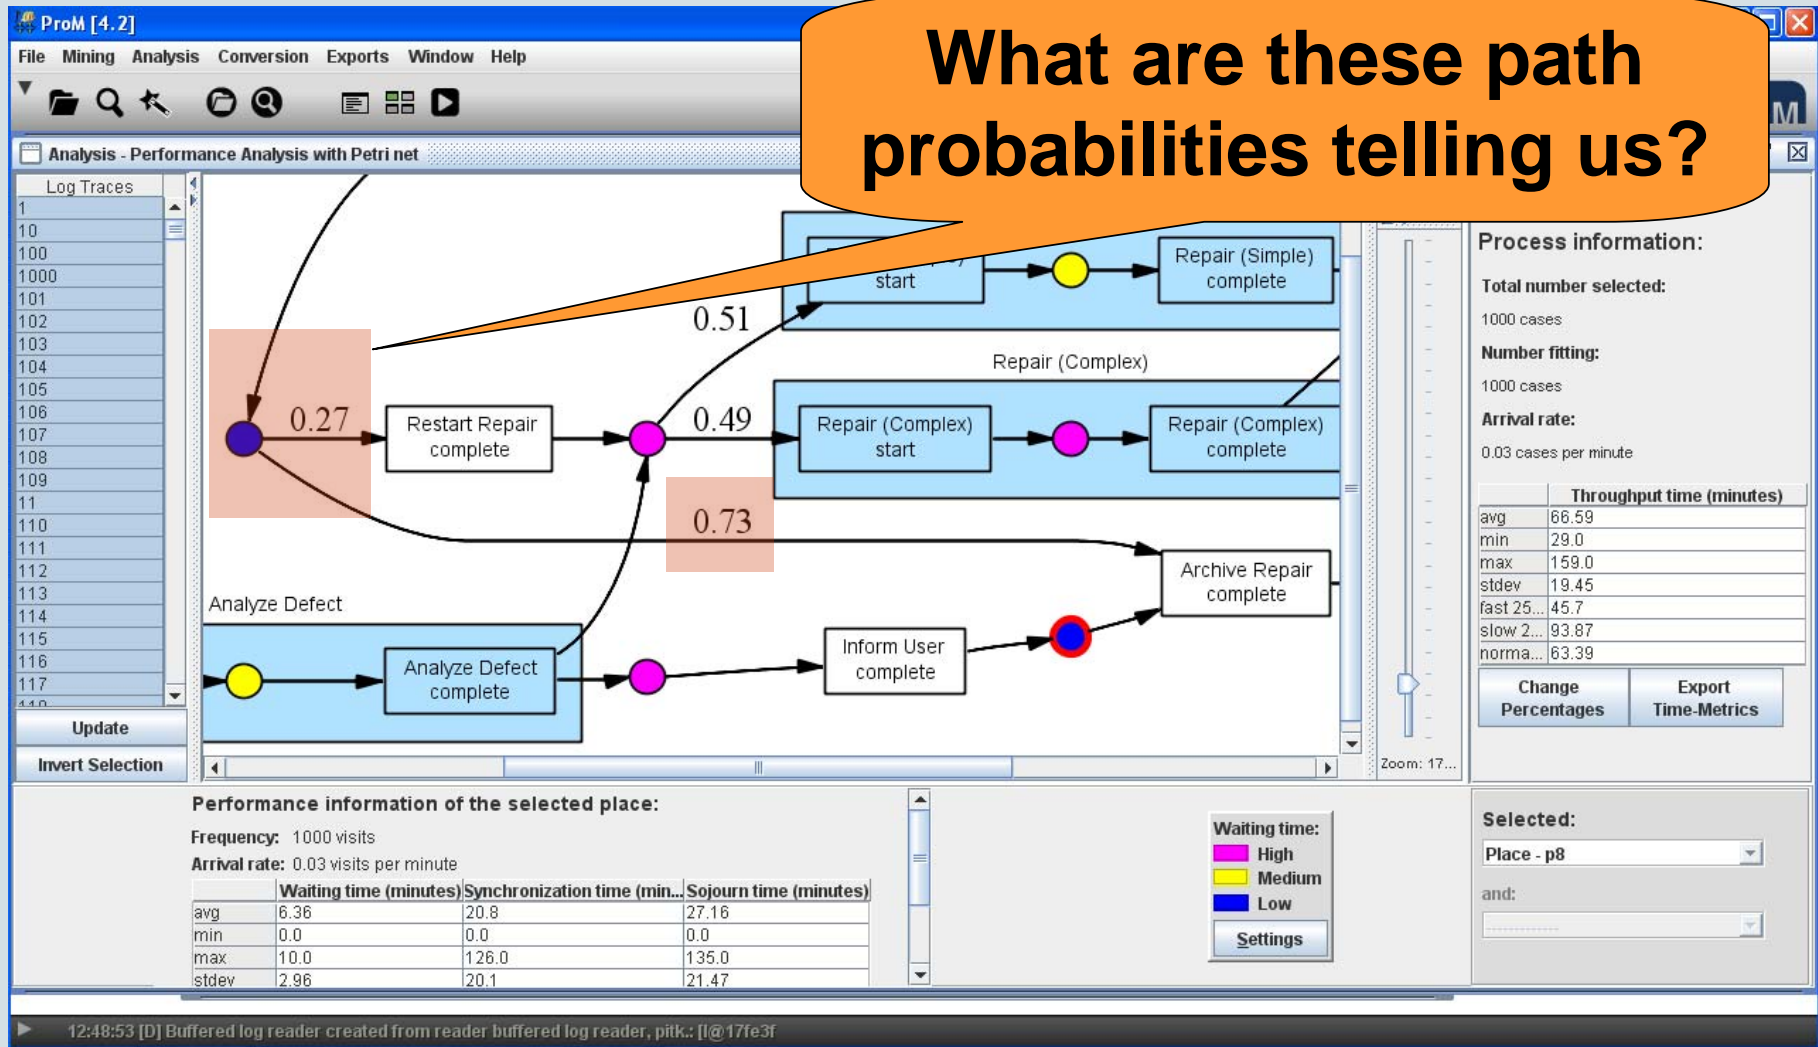 ProM [4.2]
File Mining Analysis Conversion Exports Window Help
What are these path
probabilities telling us?
M
Analysis - Performance Analysis with Petri net
Log Traces
1
10
100
1000
101
102
103
104
105
106
107
108
109
11
110
111
112
113
114
115
116
117
Update
Invert Selection
start
Repair (Simple)
complete
0.51
Repair (Complex)
0.27
Restart Repair
complete
0.49
Repair (Complex)
start
Repair (Complex)
complete
0.73
Archive Repair
complete
Analyze Defect
Analyze Defect
complete
Inform User
complete
Zoom: 17...
Process information:
Total number selected:
1000 cases
Number fitting:
1000 cases
Arrival rate:
0.03 cases per minute
Throughput time (minutes)
avg 66.59
min 29.0
max 159.0
stdev 19.45
fast 25... 45.7
slow 2... 93.87
norma... 63.39
Change
Percentages
Export
Time-Metrics
Performance information of the selected place:
Frequency: 1000 visits
Arrival rate: 0.03 visits per minute
Waiting time (minutes) Synchronization time (min... Sojourn time (minutes)
avg 6.36 20.8 27.16
min 0.0 0.0 0.0
max 10.0 126.0 135.0
stdev 2.96 20.1 21.47
Waiting time:
High
Medium
Low
Settings
Selected:
Place - p8
and:
------------
12:48:53 [D] Buffered log reader created from reader buffered log reader, pitk.: [I@17fe3f